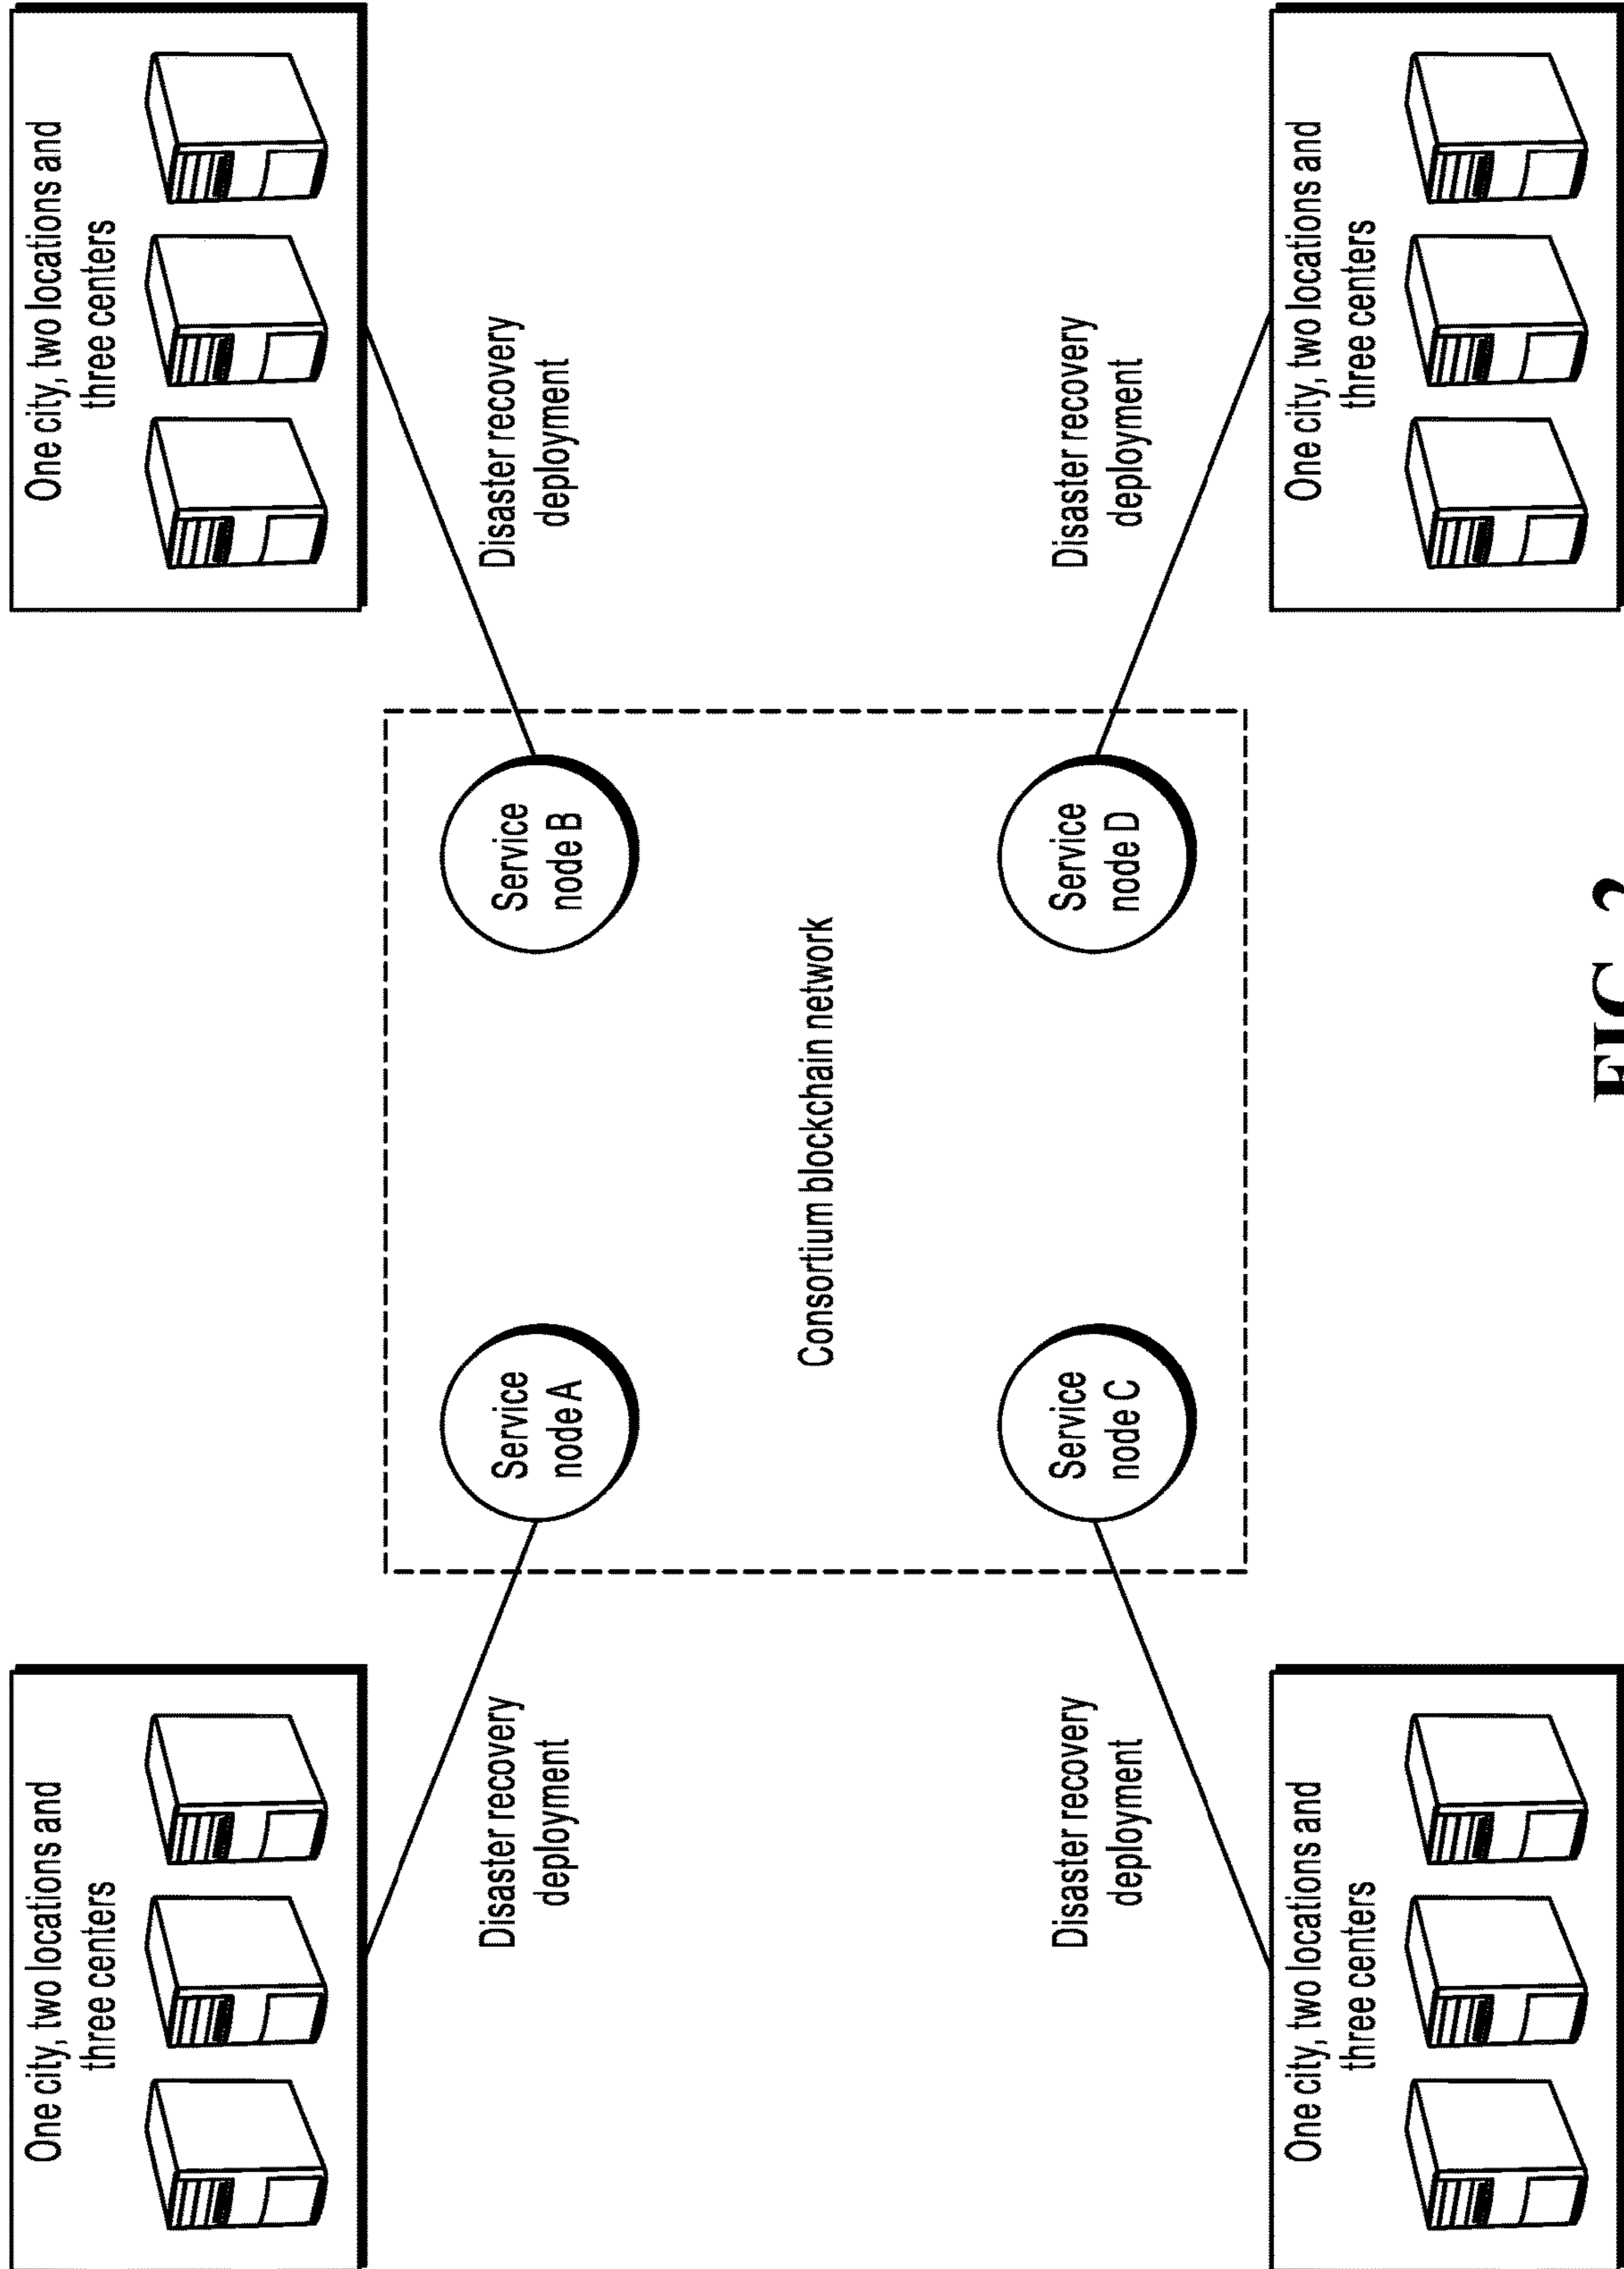 One city, two locations and
three centers
One city, two locations and
three centers
Disaster recovery
deployment
Disaster recovery
deployment
Service
node A
Service
node B
Consortium blockchain network
Service
node C
Service
node D
Disaster recovery
deployment
Disaster recovery
deployment
One city, two locations and
three centers
One city, two locations and
three centers
FIG. 2